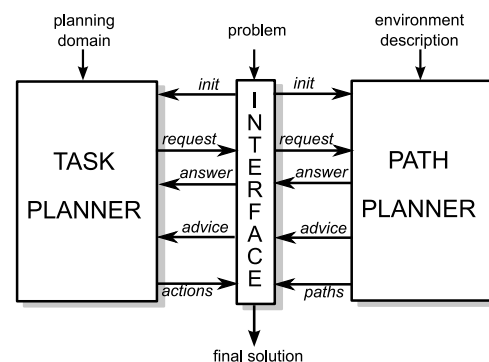 planning
domain
problem
environment
description
init
init
request
request
answer
answer
advice
advice
actions
paths
TASK
PLANNER
INTERFACE
PATH
PLANNER
final solution